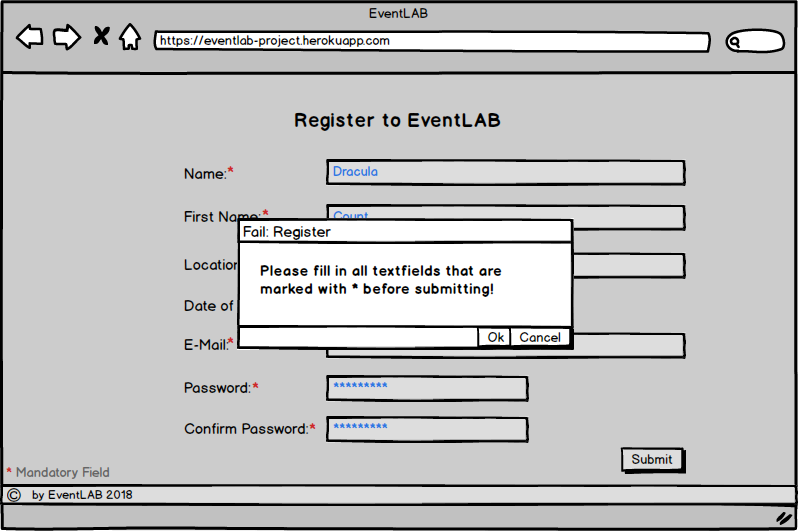 EventLAB
https://eventlab-project.herokuapp.com
Register to EventLAB
Name:*
Dracula
First Name:*
Count
Fail: Register
Location
Please fill in all textfields that are
marked with * before submitting!
Date of
E-Mail:*
Ok
Cancel
Password:*
*********
Confirm Password:*
*********
Submit
* Mandatory Field
© by EventLAB 2018